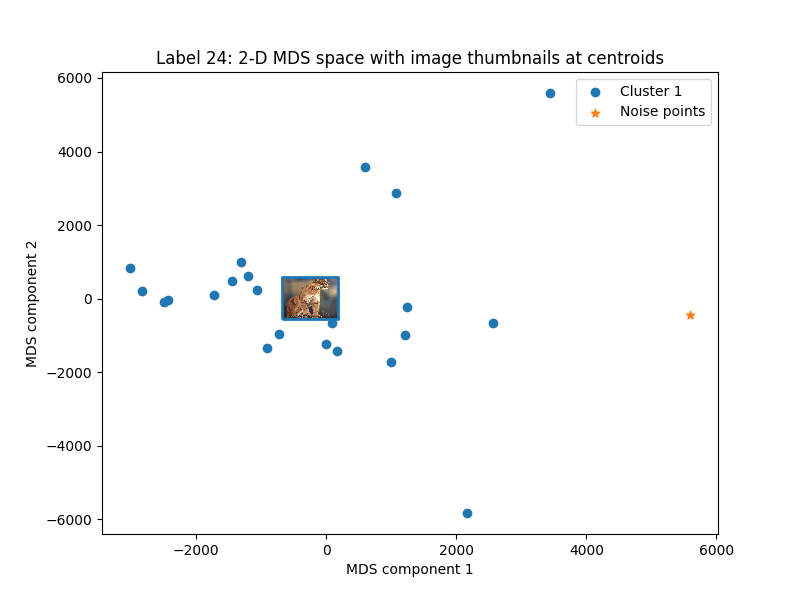 Label 24: 2-D MDS space with image thumbnails at centroids
Cluster 1
Noise points
6000
4000
2000
0
−2000
−4000
−6000
MDS component 2
−2000 0 2000 4000 6000
MDS component 1